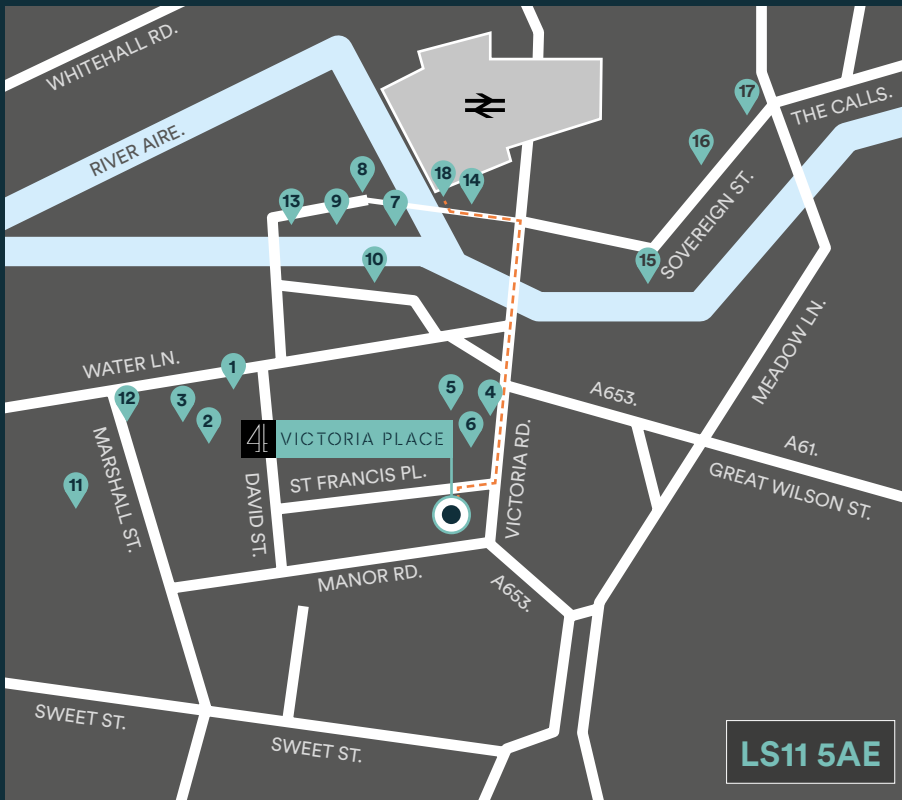 WHITEHALL RD.
RIVER AIRE.
17
THE CALLS.
16
8
18
14
13
9
7
SOVEREIGN ST.
15
10
MEADOW LN.
WATER LN.
1
5
4
A653.
12
3
2
6
4 VICTORIA PLACE
A61.
MARSHALL ST.
DAVID ST.
ST FRANCIS PL.
VICTORIA RD.
GREAT WILSON ST.
11
MANOR RD.
A653.
SWEET ST.
SWEET ST.
LS11 5AE